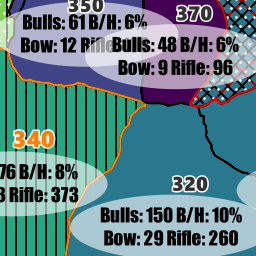 350
Bulls: 61 B/H: 6%
Bow: 12 Rifle
370
Bulls: 48 B/H: 6%
Bow: 9 Rifle: 96
340
76 B/H: 8%
Rifle: 373
320
Bulls: 150 B/H: 10%
Bow: 29 Rifle: 260